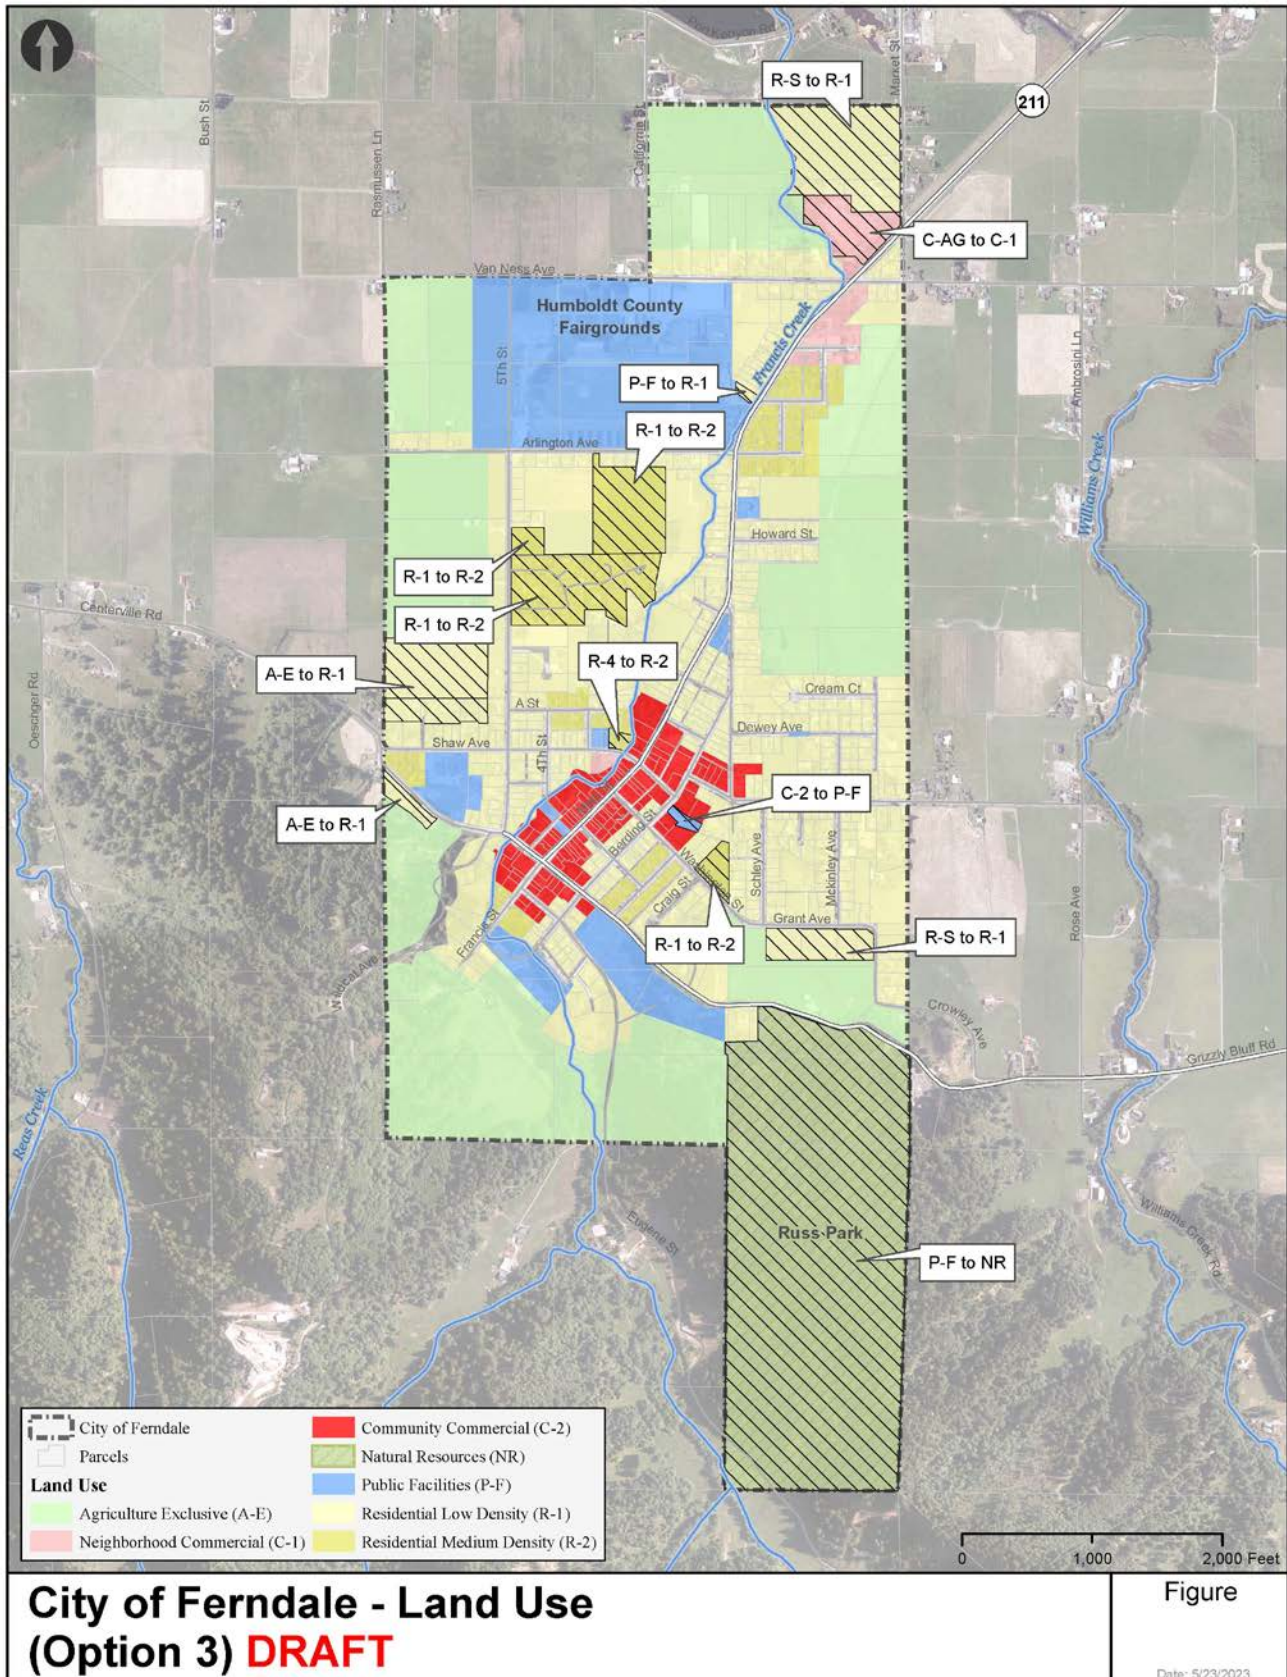 Port Kenyon Rd
Market St
R-S to R-1
211
Bush St
Rasmussen Ln
California St
C-AG to C-1
Van Ness Ave
Humboldt County
Fairgrounds
Francis Creek
5Th St
Ambrosini Ln
P-F to R-1
R-1 to R-2
Arlington Ave
Williams Creek
Howard St
R-1 to R-2
R-1 to R-2
Centerville Rd
R-4 to R-2
A-E to R-1
Oeschger Rd
Cream Ct
A St
Dewey Ave
Shaw Ave
4Th St
C-2 to P-F
A-E to R-1
Berding St
Washington St
Schley Ave
Mckinley Ave
Craig St
Rose Ave
Grant Ave
Francis St
R-1 to R-2
R-S to R-1
Wildcat Ave
Crowley Ave
Grizzly Bluff Rd
Reas Creek
Eugene St
Russ Park
Williams Creek Rd
P-F to NR
City of Ferndale
Parcels
Land Use
Agriculture Exclusive (A-E)
Neighborhood Commercial (C-1)
Community Commercial (C-2)
Natural Resources (NR)
Public Facilities (P-F)
Residential Low Density (R-1)
Residential Medium Density (R-2)
0 1,000 2,000 Feet
City of Ferndale - Land Use
(Option 3) DRAFT
Figure
Date: 5/23/2023